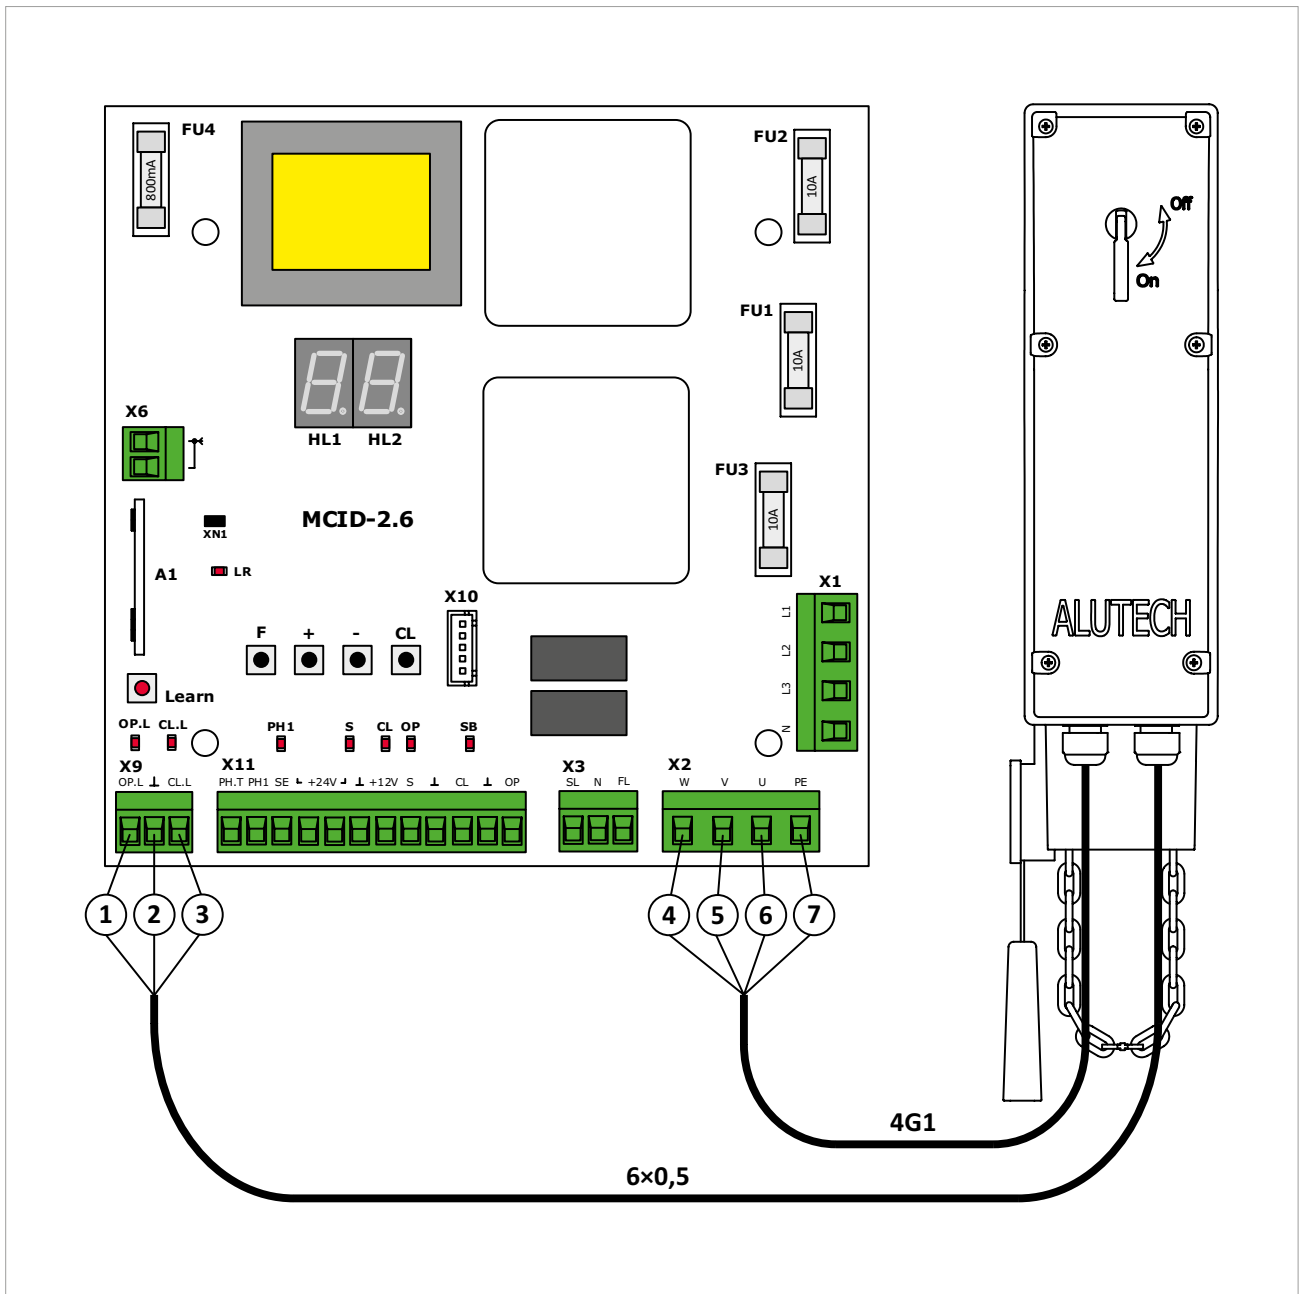 FU4
800mA
FU2
10A
Off
On
FU1
10A
X6
HL1 HL2
FU3
10A
MCID-2.6
XN1
LR
A1
X10
X1
L1
L2
L3
N
ALUTECH
F + - CL
Learn
OP.L CL.L PH1 S CL OP SB
X9 X11 X3 X2
OP.L ⊥ CL.L PH.T PH1 SE +24V ⊥ +12V S ⊥ CL ⊥ OP SL N FL W V U PE
1 2 3 4 5 6 7
4G1
6×0,5